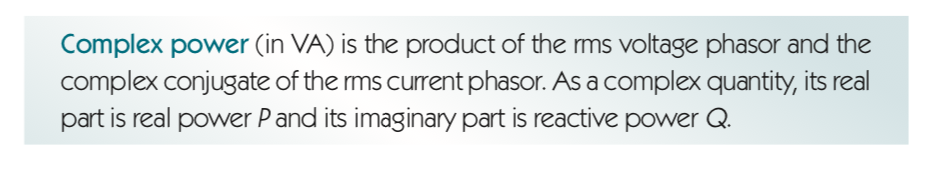 Complex power (in VA) is the product of the rms voltage phasor and the
complex conjugate of the rms current phasor. As a complex quantity, its real
part is real power P and its imaginary part is reactive power Q.